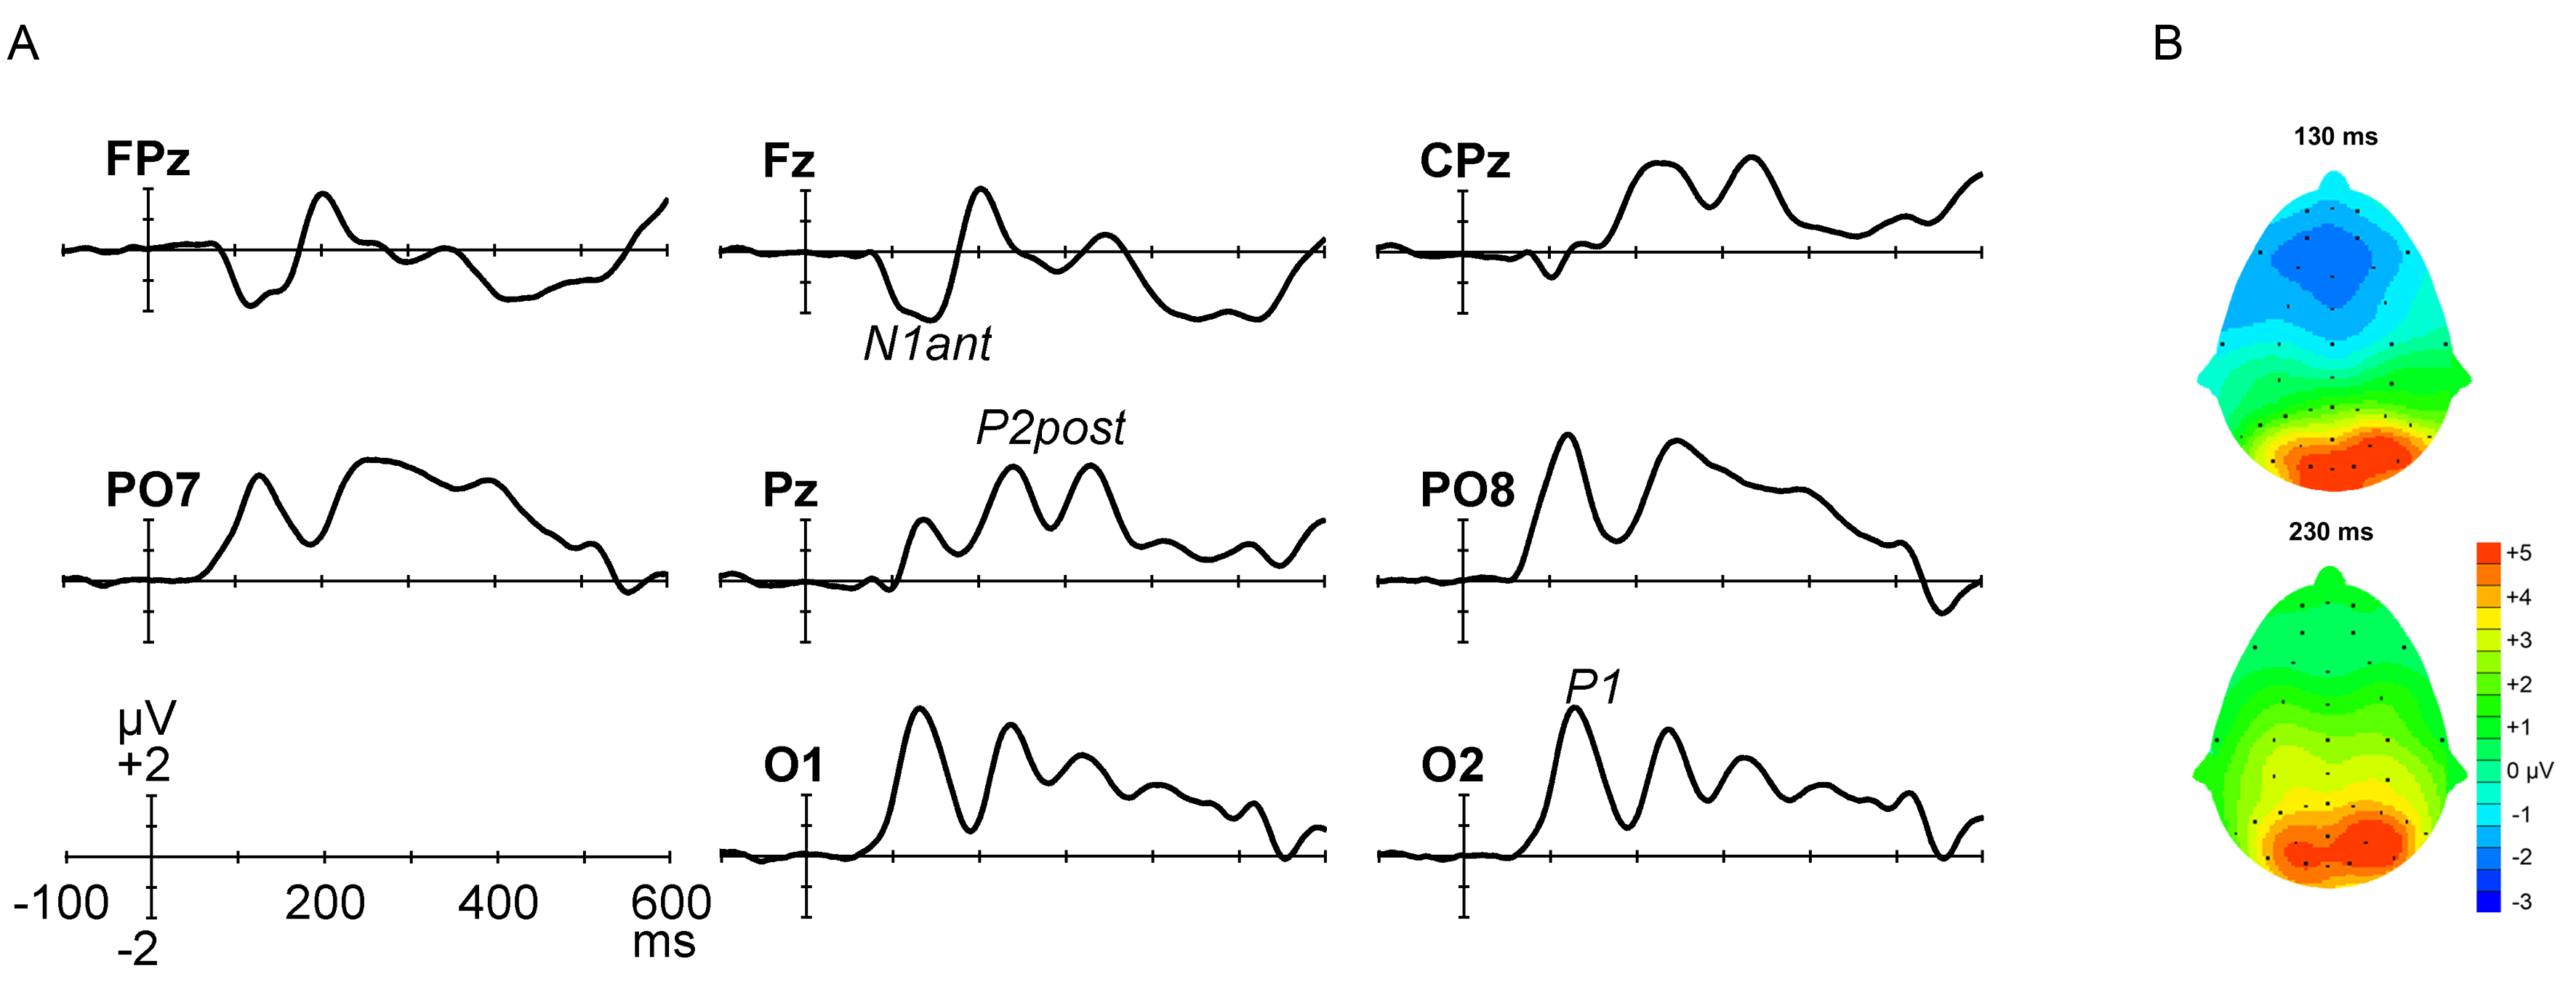 A
B
130 ms
FPz
Fz
CPz
N1ant
P2post
PO7
Pz
PO8
230 ms
+5
+4
+3
+2
+1
0 µV
-1
-2
-3
P1
µV
+2
O1
O2
-100
200
400
600
-2
ms